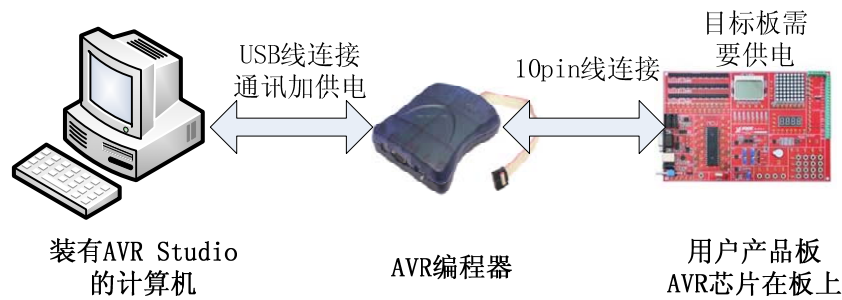 USB线连接
通讯加供电
10pin线连接
目标板需
要供电
装有AVR Studio
的计算机
AVR编程器
用户产品板
AVR芯片在板上